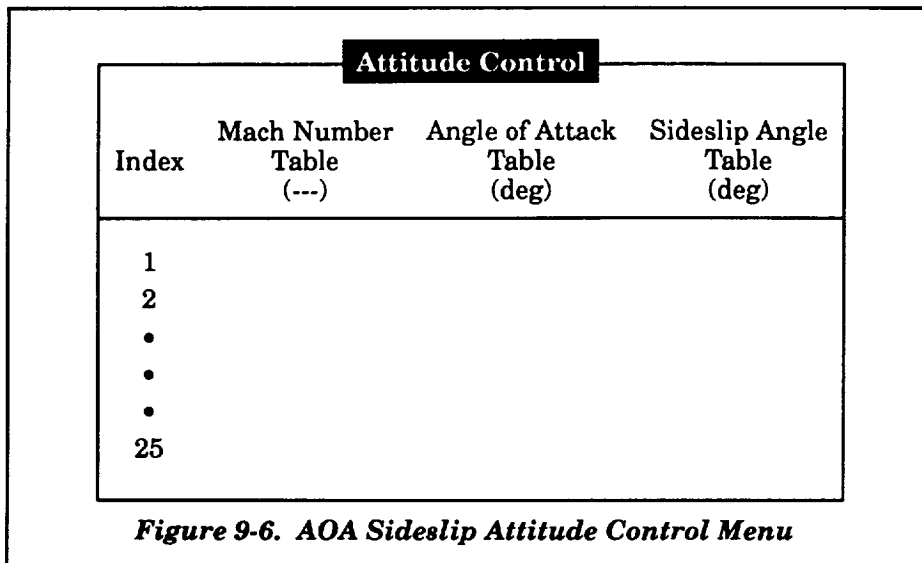 Attitude Control
Index Mach Number Table (---) Angle of Attack Table (deg) Sideslip Angle Table (deg)
1
2
•
•
•
25
Figure 9-6. AOA Sideslip Attitude Control Menu